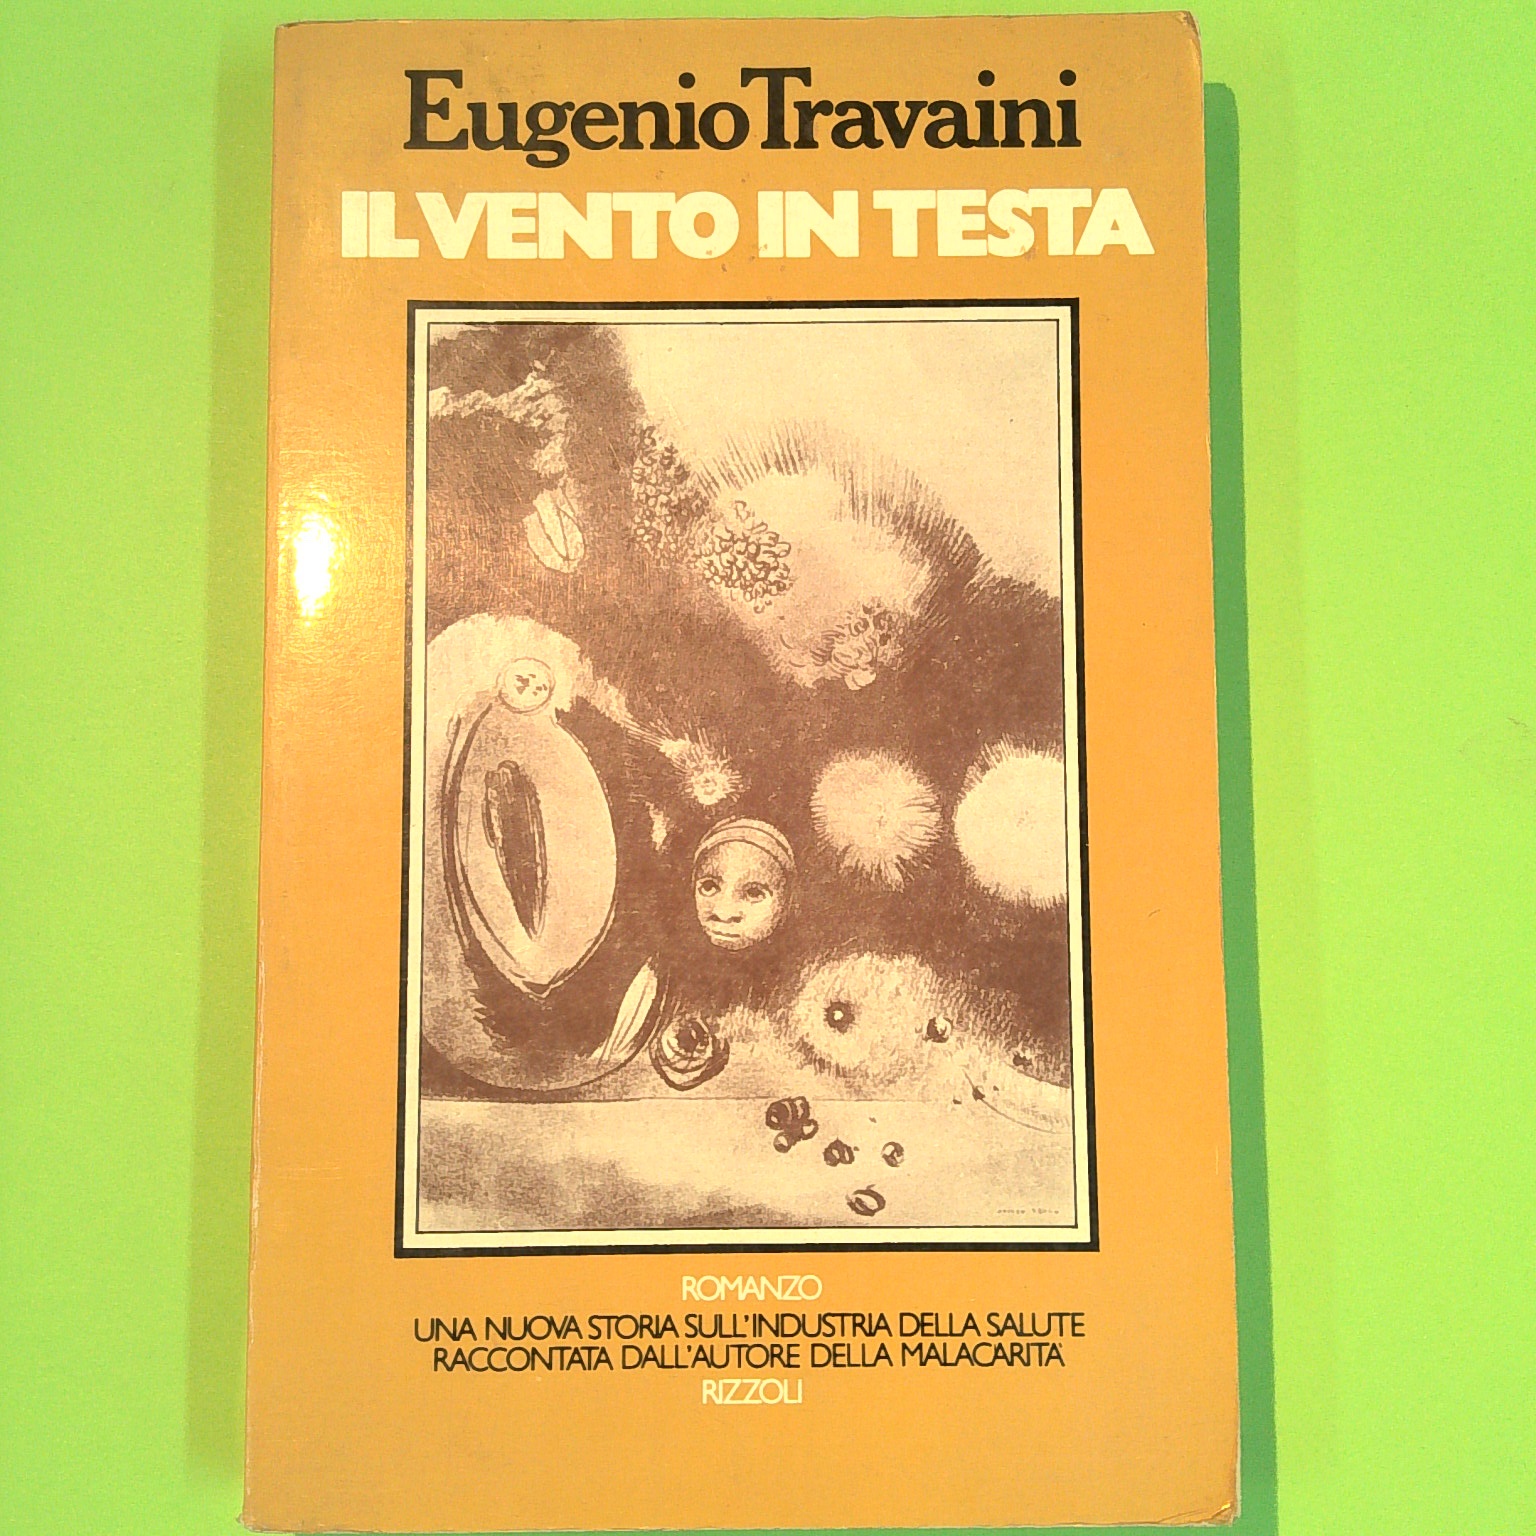 Eugenio Travaini
IL VENTO IN TESTA
ROMANZO
UNA NUOVA STORIA SULL'INDUSTRIA DELLA SALUTE
RACCONTATA DALL'AUTORE DELLA MALACARITA'
RIZZOLI